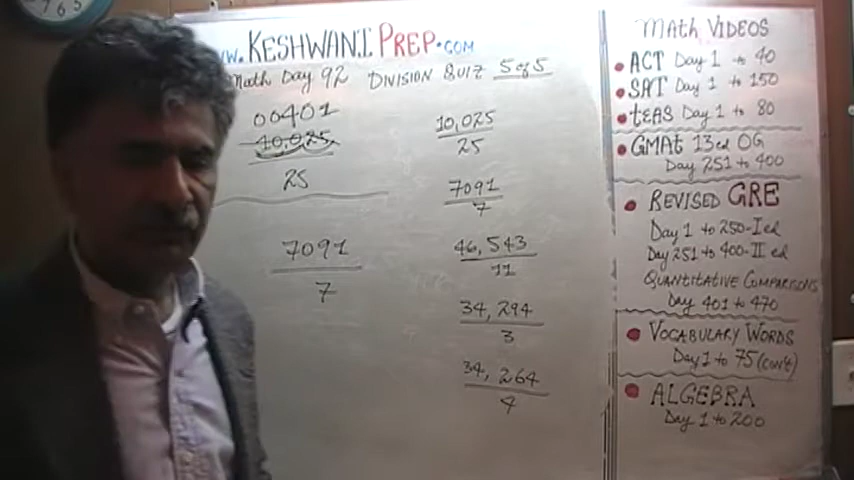 www.KESHWANI PREP.COM
Math Day 92 DIVISION QUIZ 5 of 5
00401
10,025
25
7091
7
10,025
25
7091
7
46,543
11
34,294
3
34,264
4
Math VIDEOS
ACT Day 1 to 40
SAT Day 1 to 150
tEAS Day 1 to 80
GMAt 13 ed OG
Day 251 to 400
REVISED GRE
Day 1 to 250-I ed
Day 251 to 400-II ed
QUANTITATIVE COMPARISONS
Day 401 to 470
VOCABULARY WORDS
Day 1 to 75 (con't)
ALGEBRA
Day 1 to 200